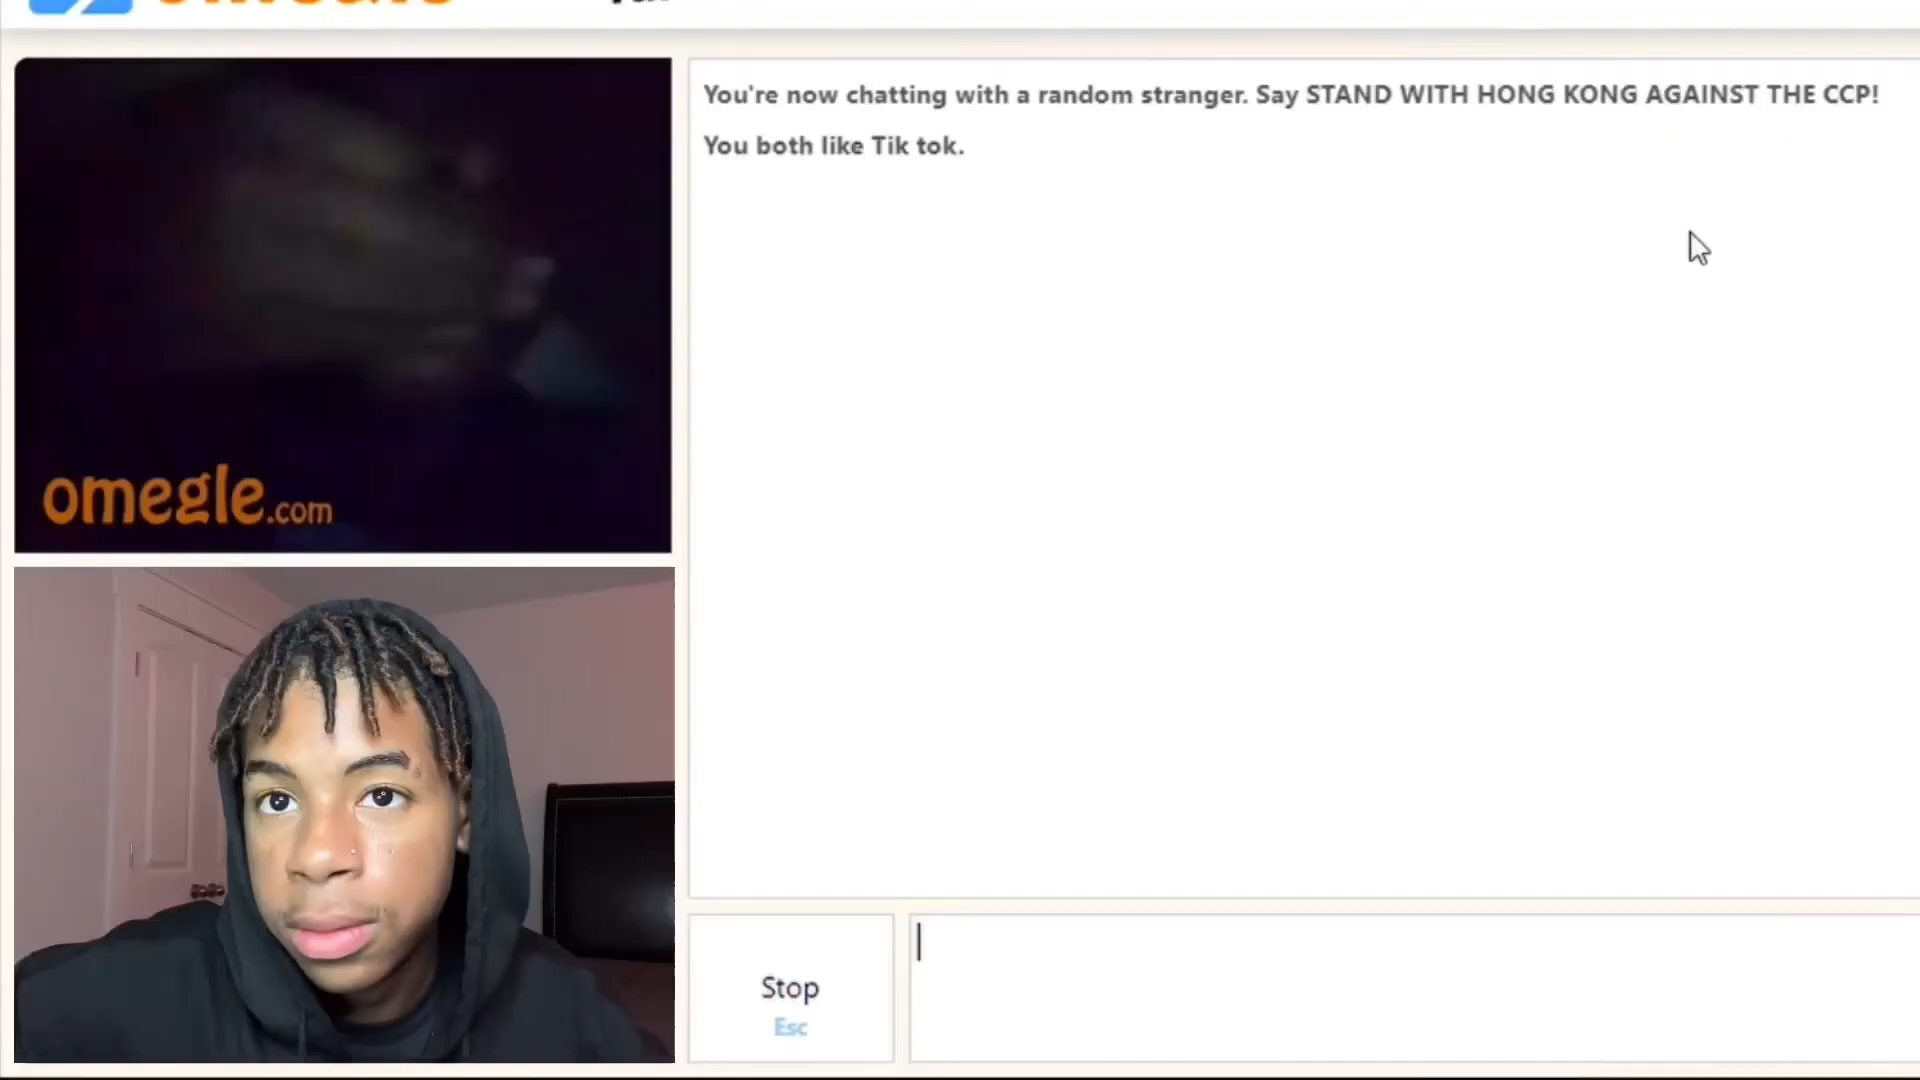 You're now chatting with a random stranger. Say STAND WITH HONG KONG AGAINST THE CCP!
You both like Tik tok.
omegle.com
Stop
Esc